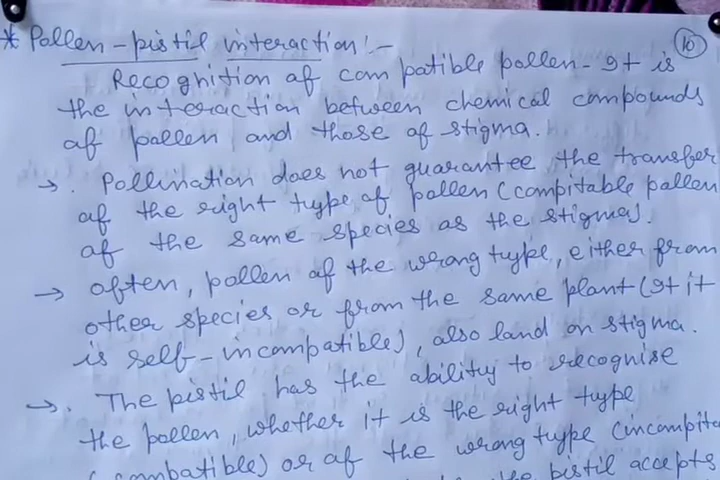 * Pollen-pistil interaction:-
10
Recognition of compatible pollen - It is
the interaction between chemical compounds
of pollen and those of stigma.
→. Pollination does not guarantee the transfer
of the right type of pollen (compitable pollen
of the same species as the stigma).
→ Often, pollen of the wrong type, either from
other species or from the same plant (It it
is self-incompatible), also land on stigma.
→. The pistil has the ability to recognise
the pollen, whether it is the right type
of the wrong type (incompita
(compatible) or the pistil accepts